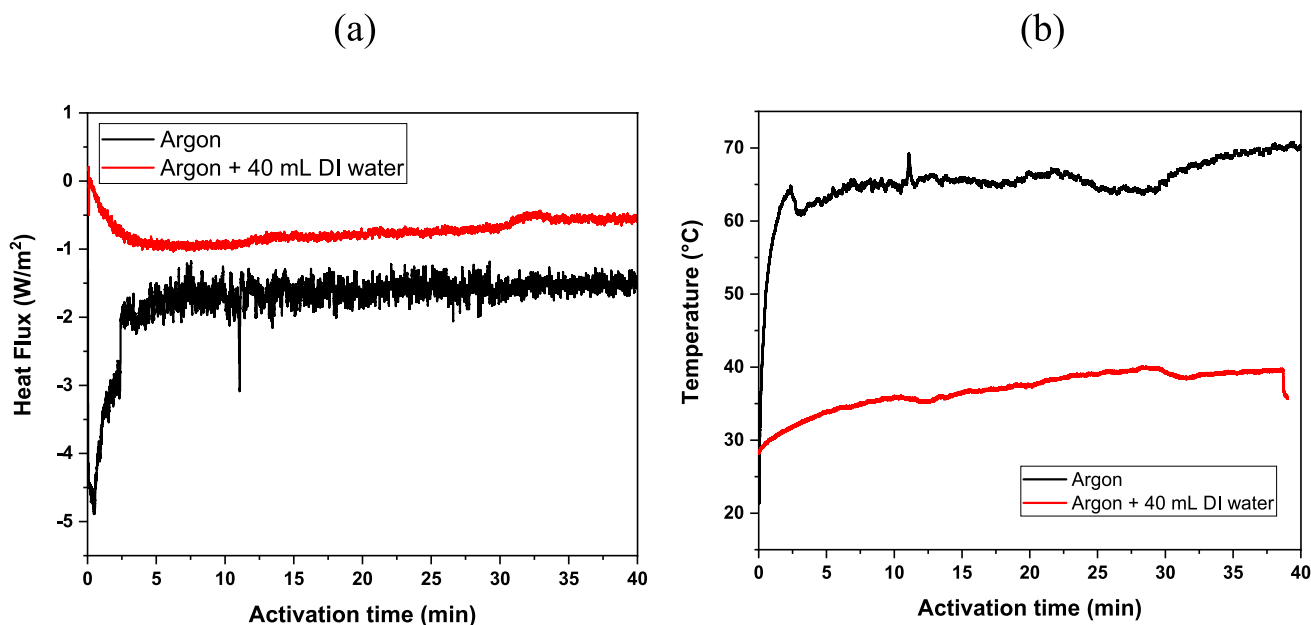 (a)
Heat Flux (W/m²)
1
0
-1
-2
-3
-4
-5
Argon
Argon + 40 mL DI water
0 5 10 15 20 25 30 35 40
Activation time (min)
(b)
Temperature (°C)
70
60
50
40
30
20
Argon
Argon + 40 mL DI water
0 5 10 15 20 25 30 35 40
Activation time (min)